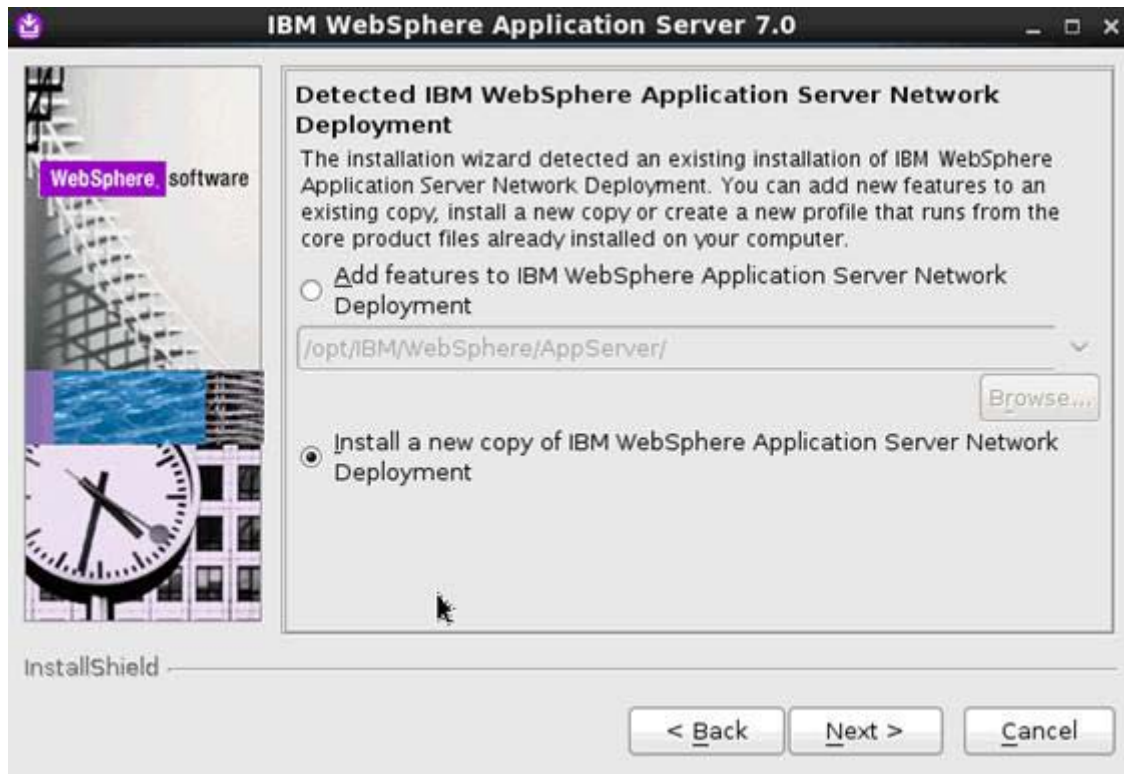 IBM WebSphere Application Server 7.0
WebSphere. software
Detected IBM WebSphere Application Server Network
Deployment
The installation wizard detected an existing installation of IBM WebSphere
Application Server Network Deployment. You can add new features to an
existing copy, install a new copy or create a new profile that runs from the
core product files already installed on your computer.
Add features to IBM WebSphere Application Server Network
Deployment
/opt/IBM/WebSphere/AppServer/
Browse...
Install a new copy of IBM WebSphere Application Server Network
Deployment
InstallShield
< Back Next > Cancel